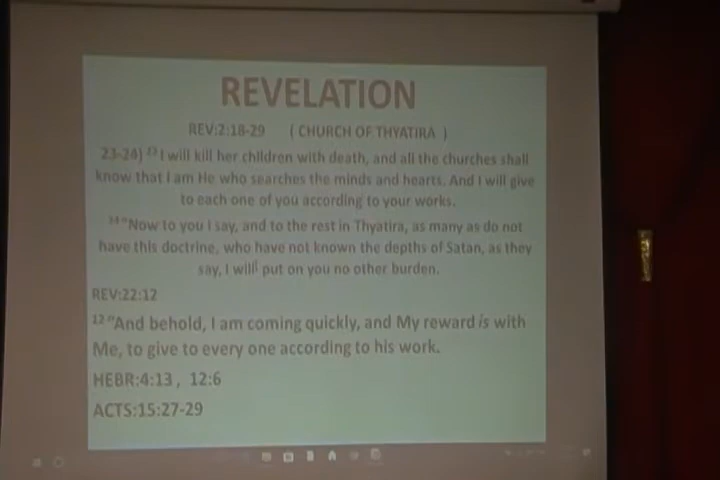 REVELATION
REV:2:18-29 ( CHURCH OF THYATIRA )
23-24) 23 I will kill her children with death, and all the churches shall
know that I am He who searches the minds and hearts. And I will give
to each one of you according to your works.
24 "Now to you I say, and to the rest in Thyatira, as many as do not
have this doctrine, who have not known the depths of Satan, as they
say, I will put on you no other burden.
REV:22:12
12 "And behold, I am coming quickly, and My reward is with
Me, to give to every one according to his work.
HEBR:4:13 , 12:6
ACTS:15:27-29